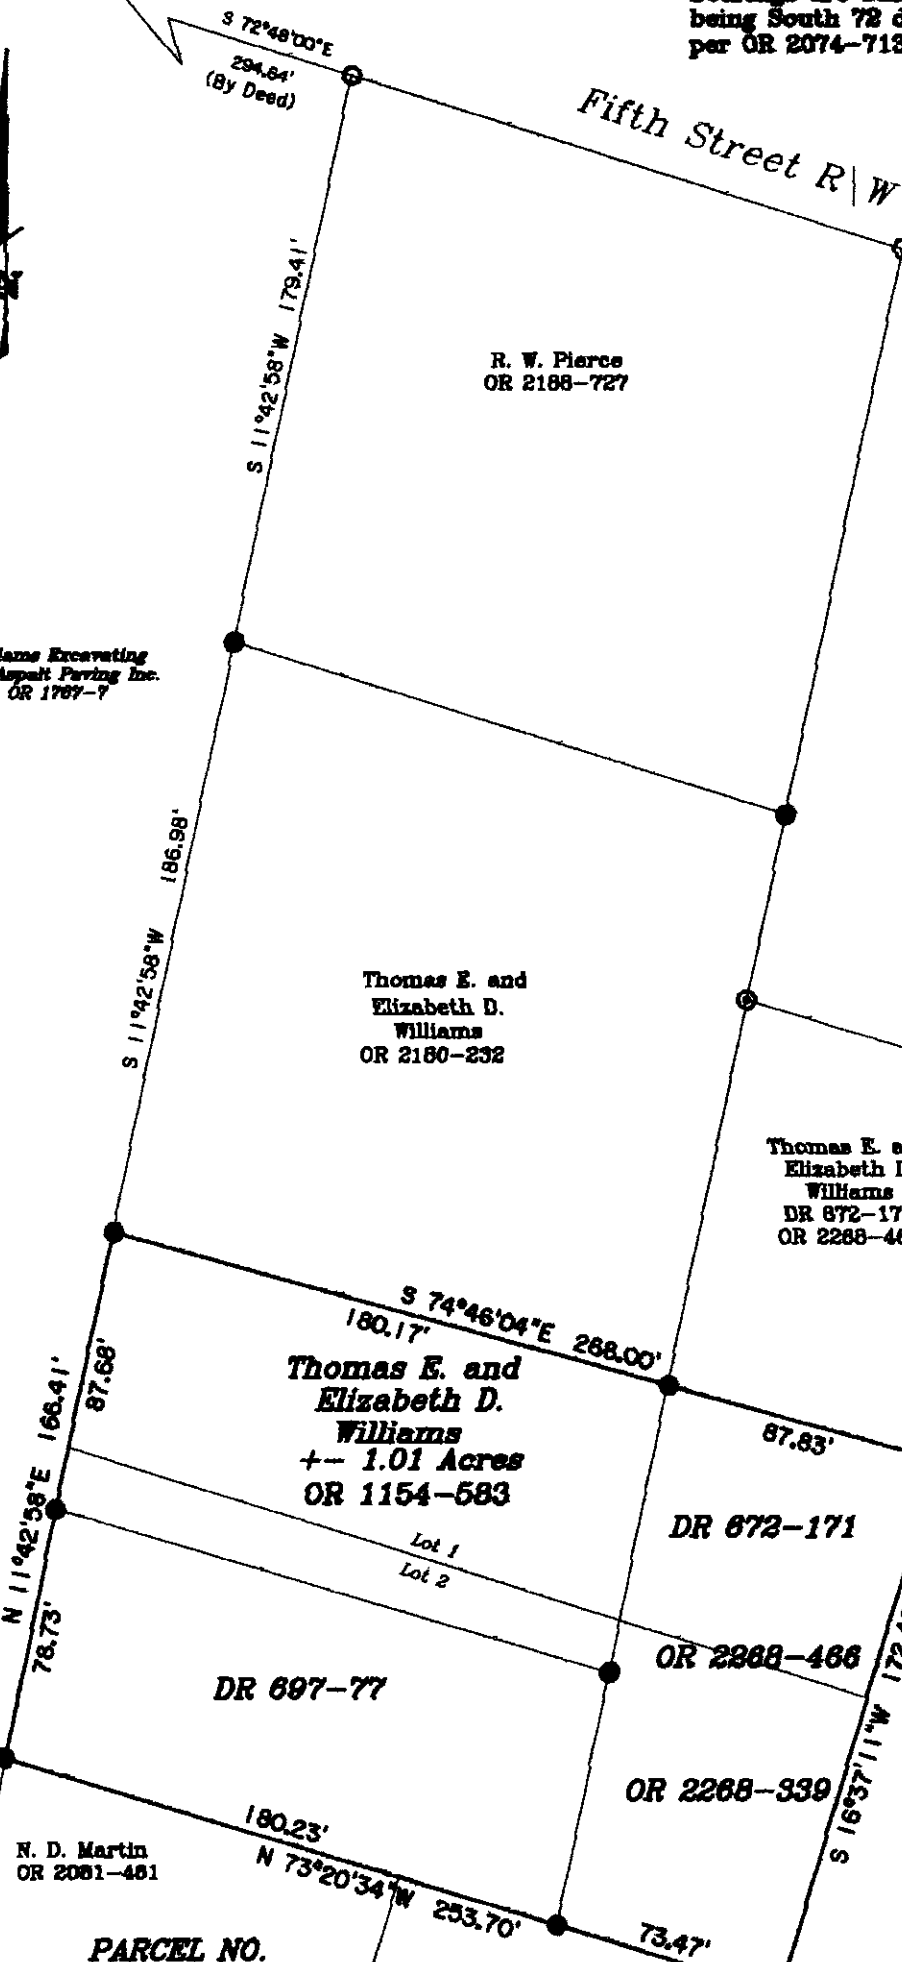 being South 72
per OR 2074-713
S 72°48'00"E
294.84'
(By Deed)
Fifth Street R\W
S 11°42'58"W 179.41'
R. W. Pierce
OR 2188-727
Excavating
Paving Inc.
OR 1767-7
S 11°42'58"W 186.98'
Thomas E. and
Elizabeth D.
Williams
OR 2180-232
Thomas E.
Elizabeth
Williams
DR 672-17
OR 2268-46
S 74°46'04"E 268.00'
180.17'
Thomas E. and
Elizabeth D.
Williams
+- 1.01 Acres
OR 1154-583
87.83'
N 11°42'58"E 166.41'
87.68'
78.73'
Lot 1
Lot 2
DR 672-171
OR 2268-466
DR 697-77
OR 2268-339
S 16°37'11"W 172.
180.23'
N 73°20'34"W 253.70'
73.47'
N. D. Martin
OR 2081-461
PARCEL NO.